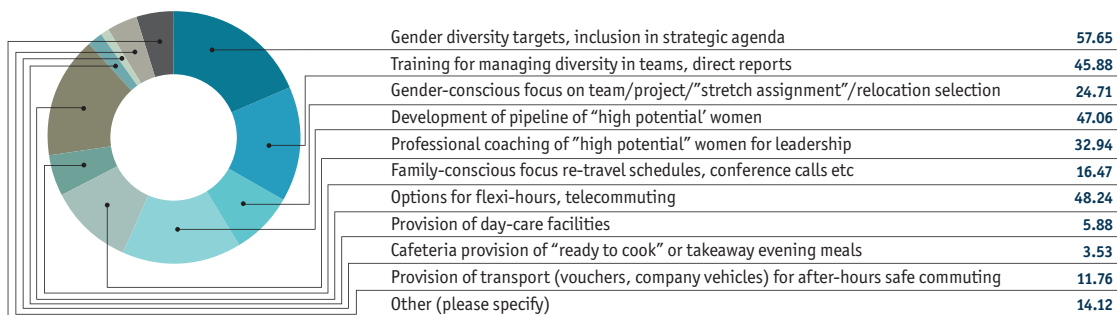 Gender diversity targets, inclusion in strategic agenda 57.65
Training for managing diversity in teams, direct reports 45.88
Gender-conscious focus on team/project/”stretch assignment”/relocation selection 24.71
Development of pipeline of “high potential’ women 47.06
Professional coaching of ”high potential” women for leadership 32.94
Family-conscious focus re-travel schedules, conference calls etc 16.47
Options for flexi-hours, telecommuting 48.24
Provision of day-care facilities 5.88
Cafeteria provision of “ready to cook” or takeaway evening meals 3.53
Provision of transport (vouchers, company vehicles) for after-hours safe commuting 11.76
Other (please specify) 14.12